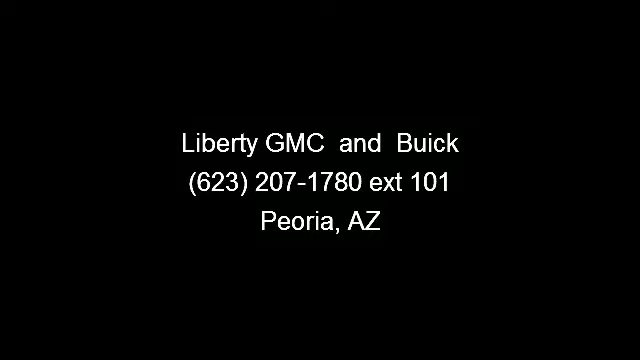 Liberty GMC  and  Buick
(623) 207-1780 ext 101
Peoria, AZ